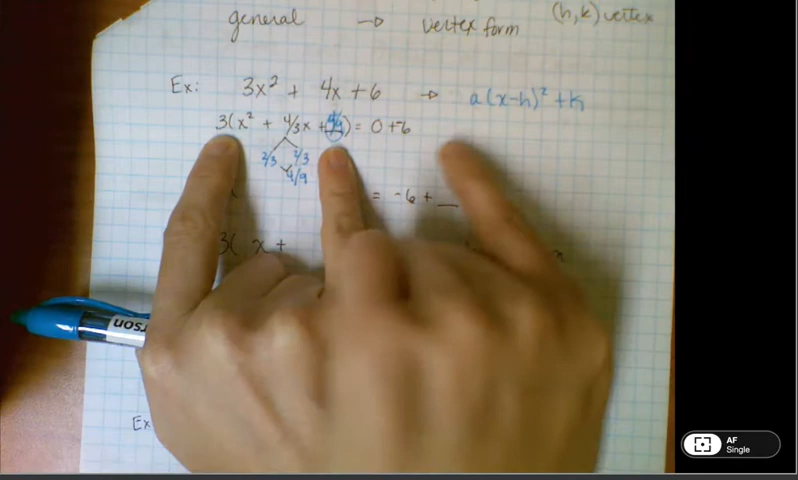 general → vertex form (h,k) vertex
Ex: 3x² + 4x + 6 → a(x-h)² + k
3(x² + 4/3x + 4/9) = 0 + -6
2/3 2/3
4/9
= -6 + __
3( x +
Ex
AF
Single